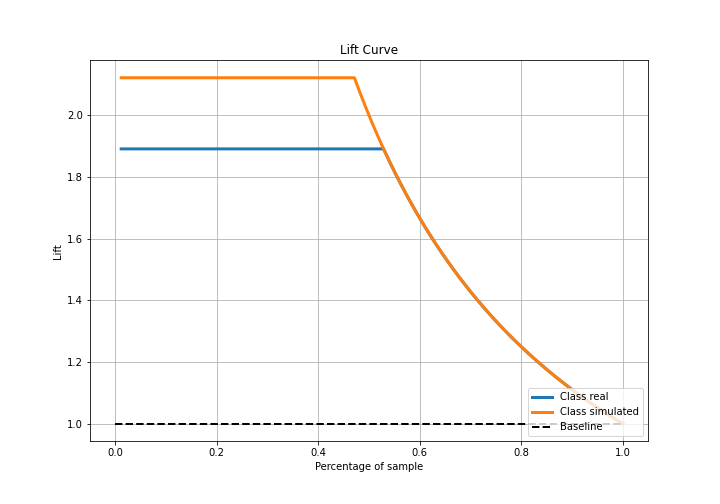 Lift Curve
Lift
2.0
1.8
1.6
1.4
1.2
1.0
0.0
0.2
0.4
0.6
0.8
1.0
Percentage of sample
Class real
Class simulated
Baseline